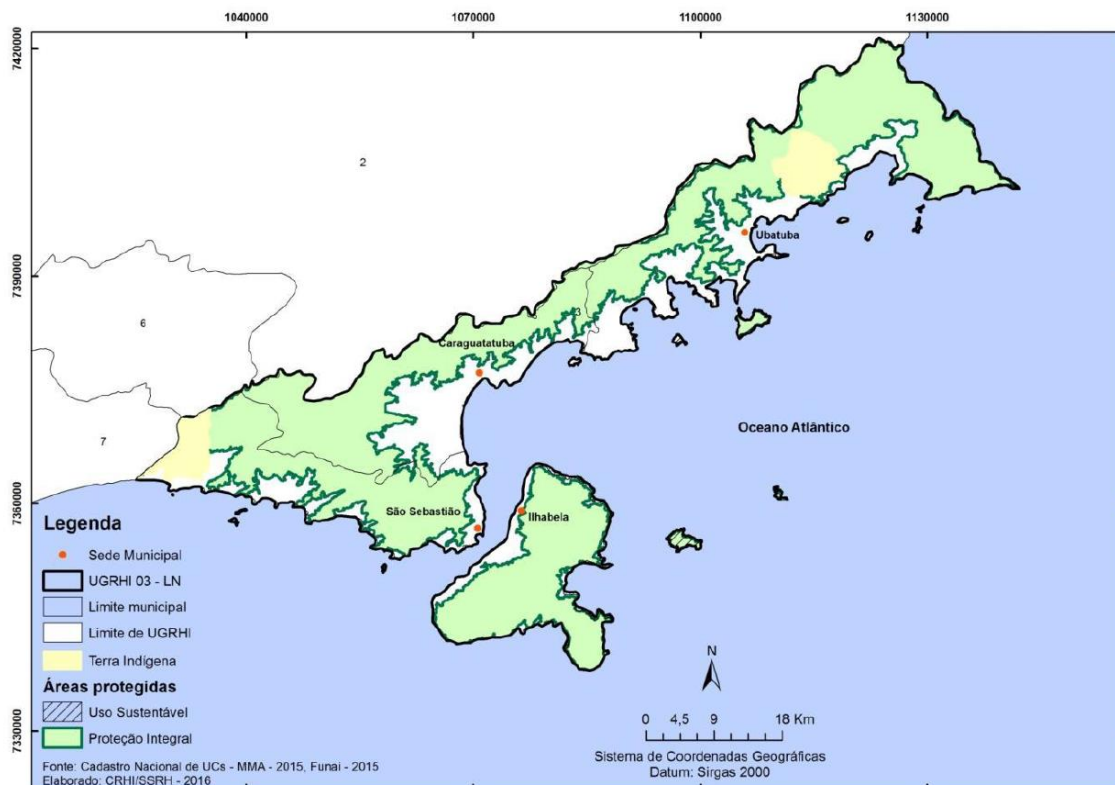 1040000
1070000
1100000
1130000
7420000
7390000
7360000
7330000
2
6
7
3
Ubatuba
Caraguatatuba
Oceano Atlântico
São Sebastião
Ilhabela
Legenda
Sede Municipal
UGRHI 03 - LN
Limite municipal
Limite de UGRHI
Terra Indígena
Áreas protegidas
Uso Sustentável
Proteção Integral
N
0 4,5 9 18 Km
Sistema de Coordenadas Geográficas
Datum: Sirgas 2000
Fonte: Cadastro Nacional de UCs - MMA - 2015, Funai - 2015
Elaborado: CRHI/SSRH - 2016